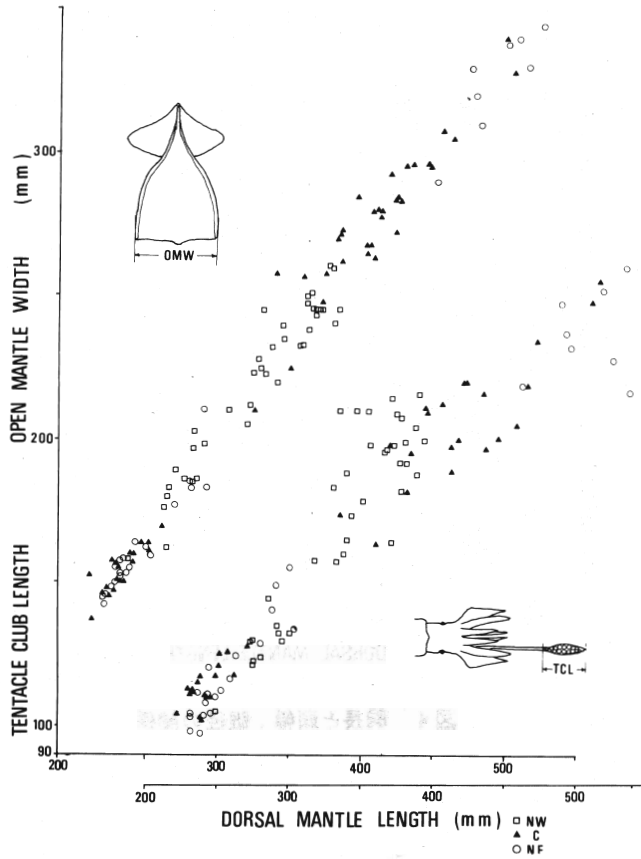 300
(mm)
OPEN MANTLE WIDTH
OMW
200
TENTACLE CLUB LENGTH
TCL
100
90
200 300 400 500
200 300 400 500
DORSAL MANTLE LENGTH (mm)
NW
C
NF